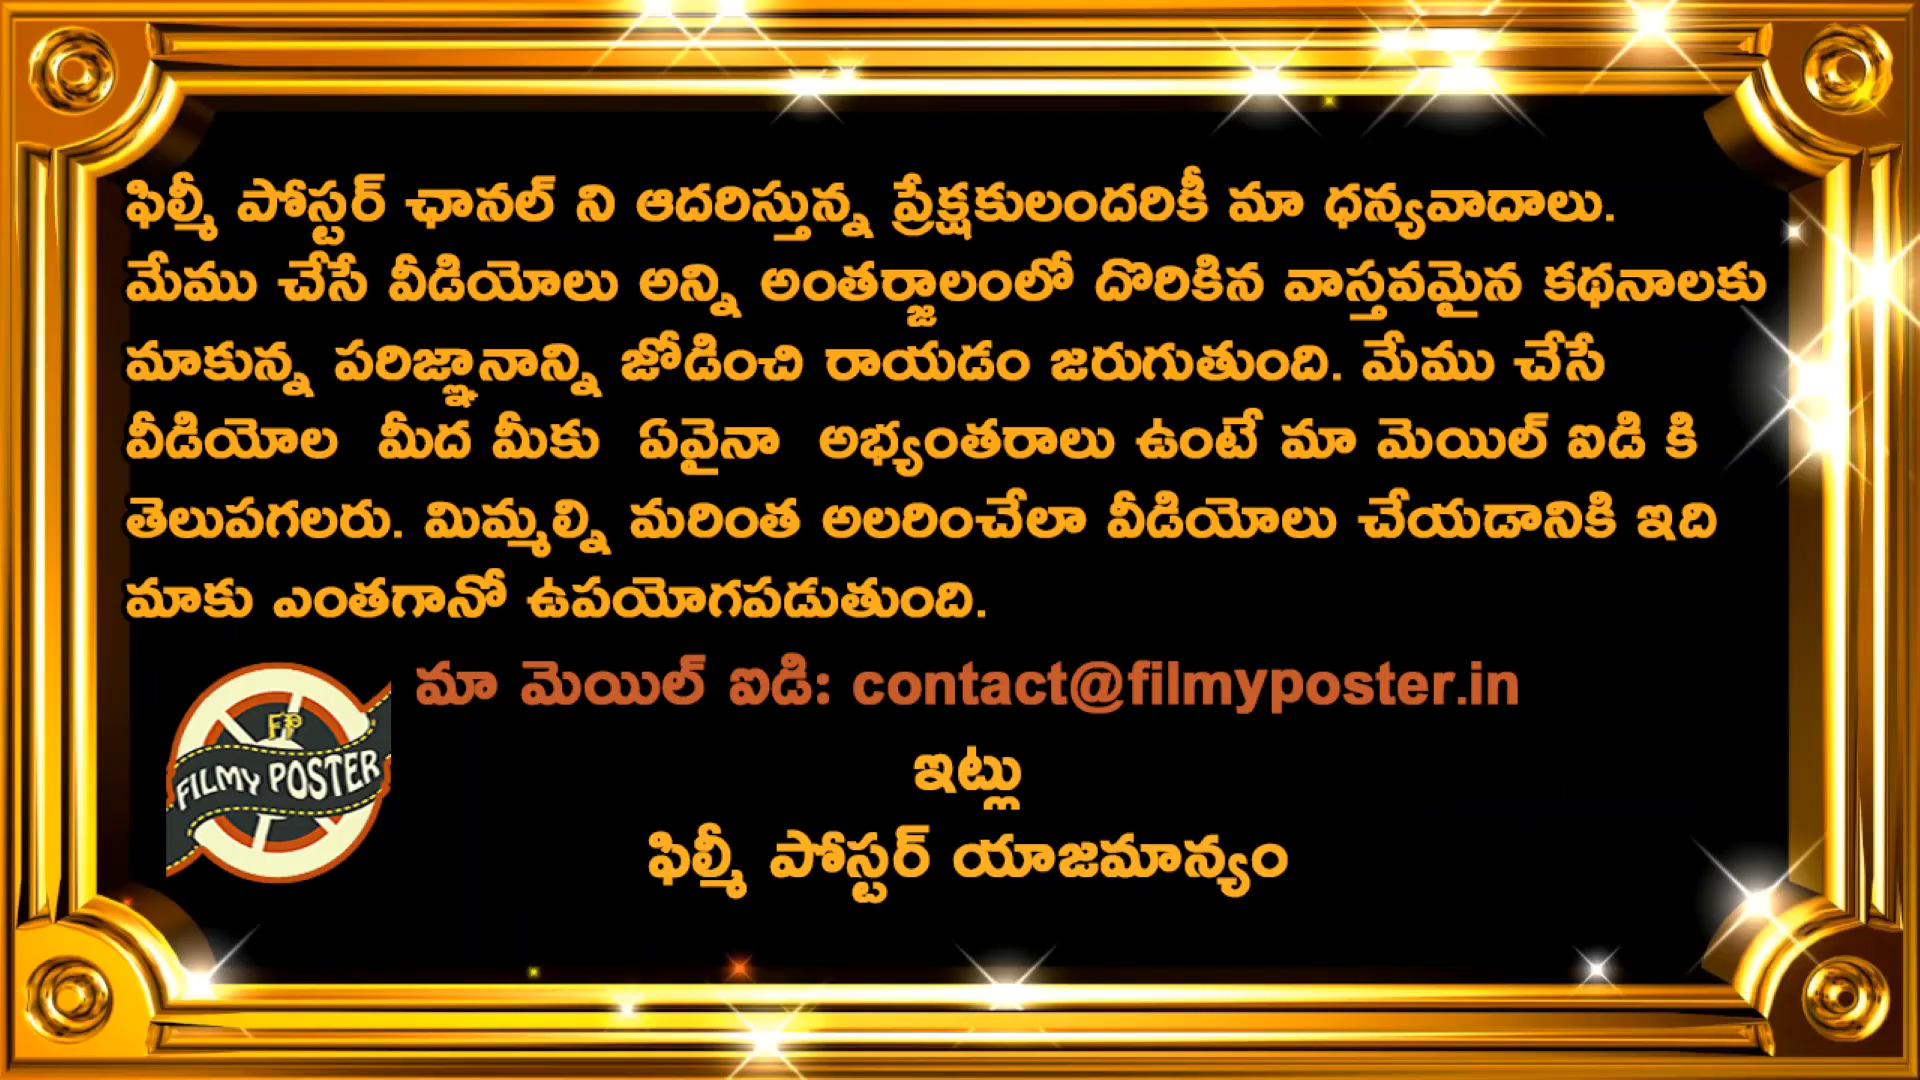 ఫిల్మీ పోస్టర్ ఛానల్ ని ఆదరిస్తున్న ప్రేక్షకులందరికీ మా ధన్యవాదాలు.
మేము చేసే వీడియోలు అన్ని అంతర్జాలంలో దొరికిన వాస్తవమైన కథనాలకు
మాకున్న పరిజ్ఞానాన్ని జోడించి రాయడం జరుగుతుంది. మేము చేసే
వీడియోల మీద మీకు ఏవైనా అభ్యంతరాలు ఉంటే మా మెయిల్ ఐడి కి
తెలుపగలరు. మిమ్మల్ని మరింత అలరించేలా వీడియోలు చేయడానికి ఇది
మాకు ఎంతగానో ఉపయోగపడుతుంది.
మా మెయిల్ ఐడి: contact@filmyposter.in
FP
FILMY POSTER
ఇట్లు
ఫిల్మీ పోస్టర్ యాజమాన్యం